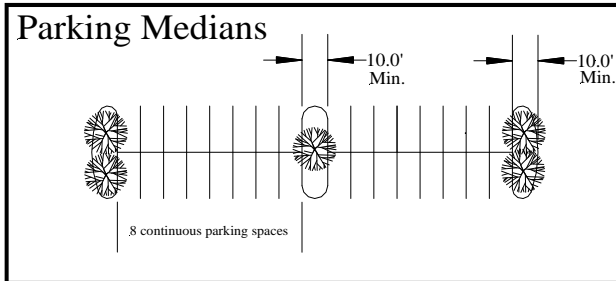 Parking Medians
10.0'
Min.
10.0'
Min.
8 continuous parking spaces